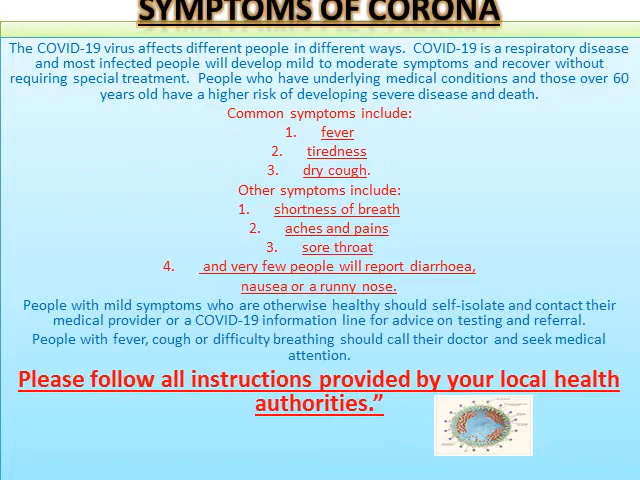 SYMPTOMS OF CORONA
The COVID-19 virus affects different people in different ways. COVID-19 is a respiratory disease
and most infected people will develop mild to moderate symptoms and recover without
requiring special treatment. People who have underlying medical conditions and those over 60
years old have a higher risk of developing severe disease and death.
Common symptoms include:
1. fever
2. tiredness
3. dry cough.
Other symptoms include:
1. shortness of breath
2. aches and pains
3. sore throat
4. and very few people will report diarrhoea,
nausea or a runny nose.
People with mild symptoms who are otherwise healthy should self-isolate and contact their
medical provider or a COVID-19 information line for advice on testing and referral.
People with fever, cough or difficulty breathing should call their doctor and seek medical
attention.
Please follow all instructions provided by your local health
authorities.”